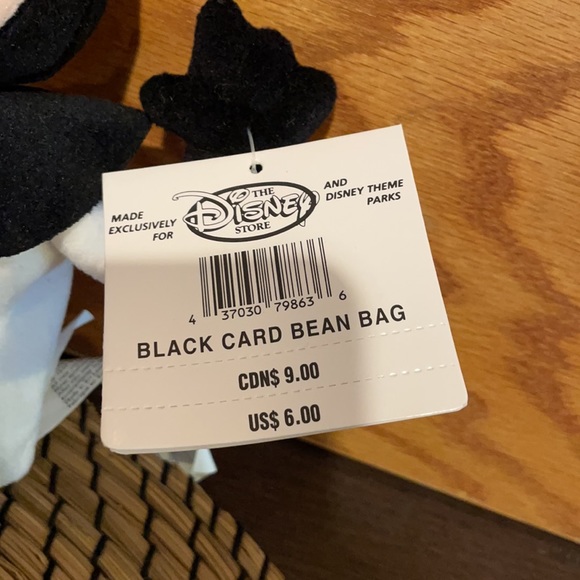 MADE
EXCLUSIVELY
FOR
THE
Disney
STORE
AND
DISNEY THEME
PARKS
4 37030 79863 6
BLACK CARD BEAN BAG
CDN$ 9.00
US$ 6.00